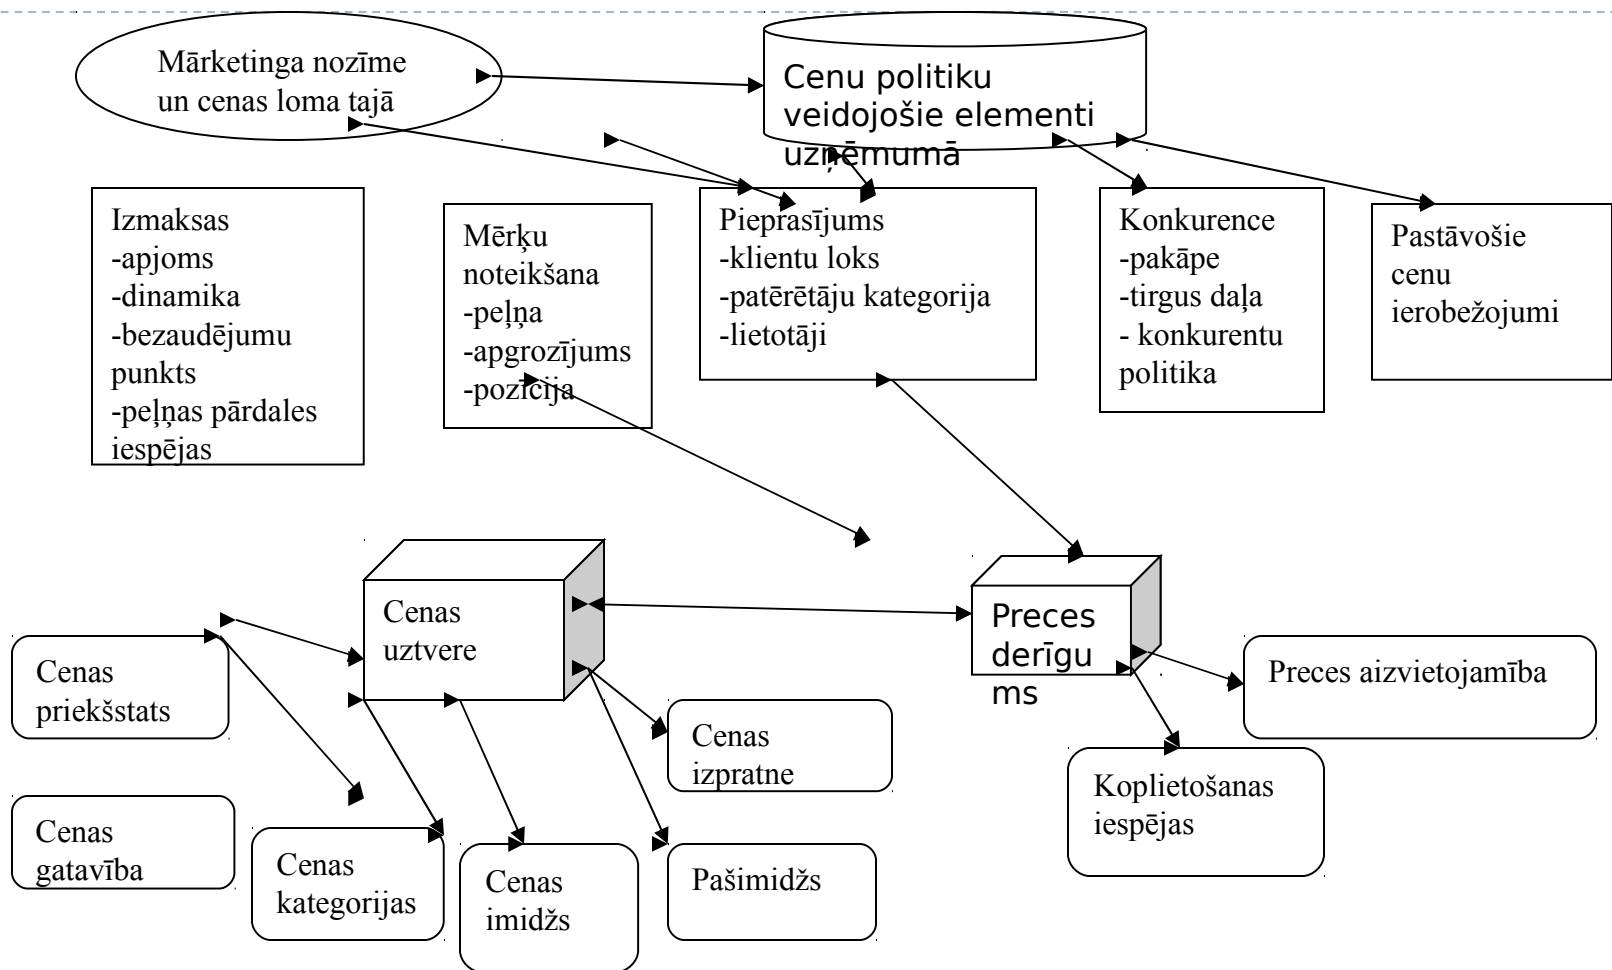 Mārketinga nozīme
un cenas loma tajā
Cenu politiku
veidojošie elementi
uzņēmumā
Izmaksas
-apjoms
-dinamika
-bezaudējumu
punkts
-peļņas pārdales
iespējas
Mērķu
noteikšana
-peļņa
-apgrozījums
-pozīcija
Pieprasījums
-klientu loks
-patērētāju kategorija
-lietotāji
Konkurence
-pakāpe
-tirgus daļa
- konkurentu
politika
Pastāvošie
cenu
ierobežojumi
Cenas
uztvere
Preces
derīgu
ms
Cenas
priekšstats
Preces aizvietojamība
Cenas
izpratne
Koplietošanas
iespējas
Cenas
gatavība
Cenas
kategorijas
Cenas
imidžs
Pašimidžs